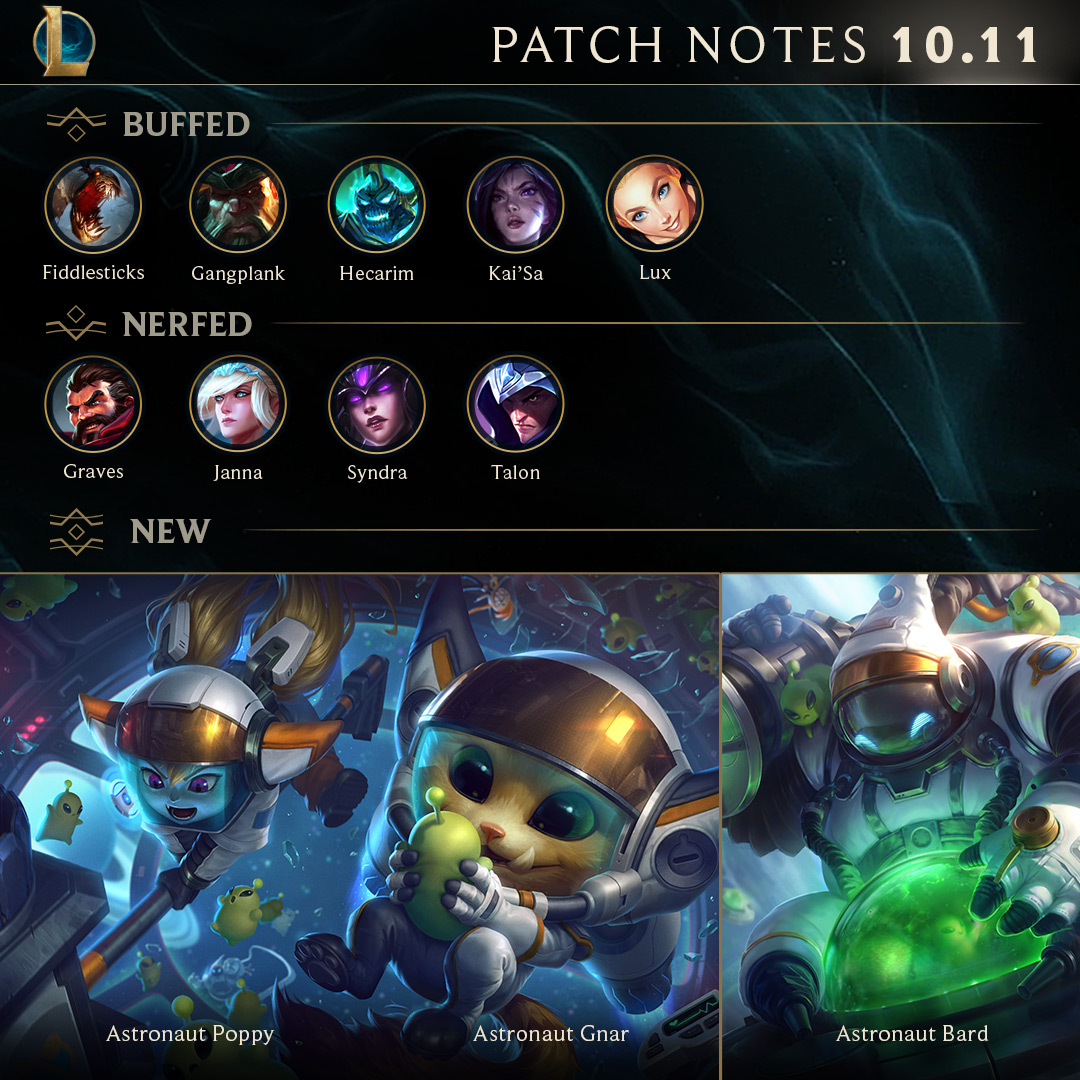 PATCH NOTES 10.11
BUFFED
Fiddlesticks Gangplank Hecarim Kai'Sa Lux
NERFED
Graves Janna Syndra Talon
NEW
Astronaut Poppy Astronaut Gnar Astronaut Bard